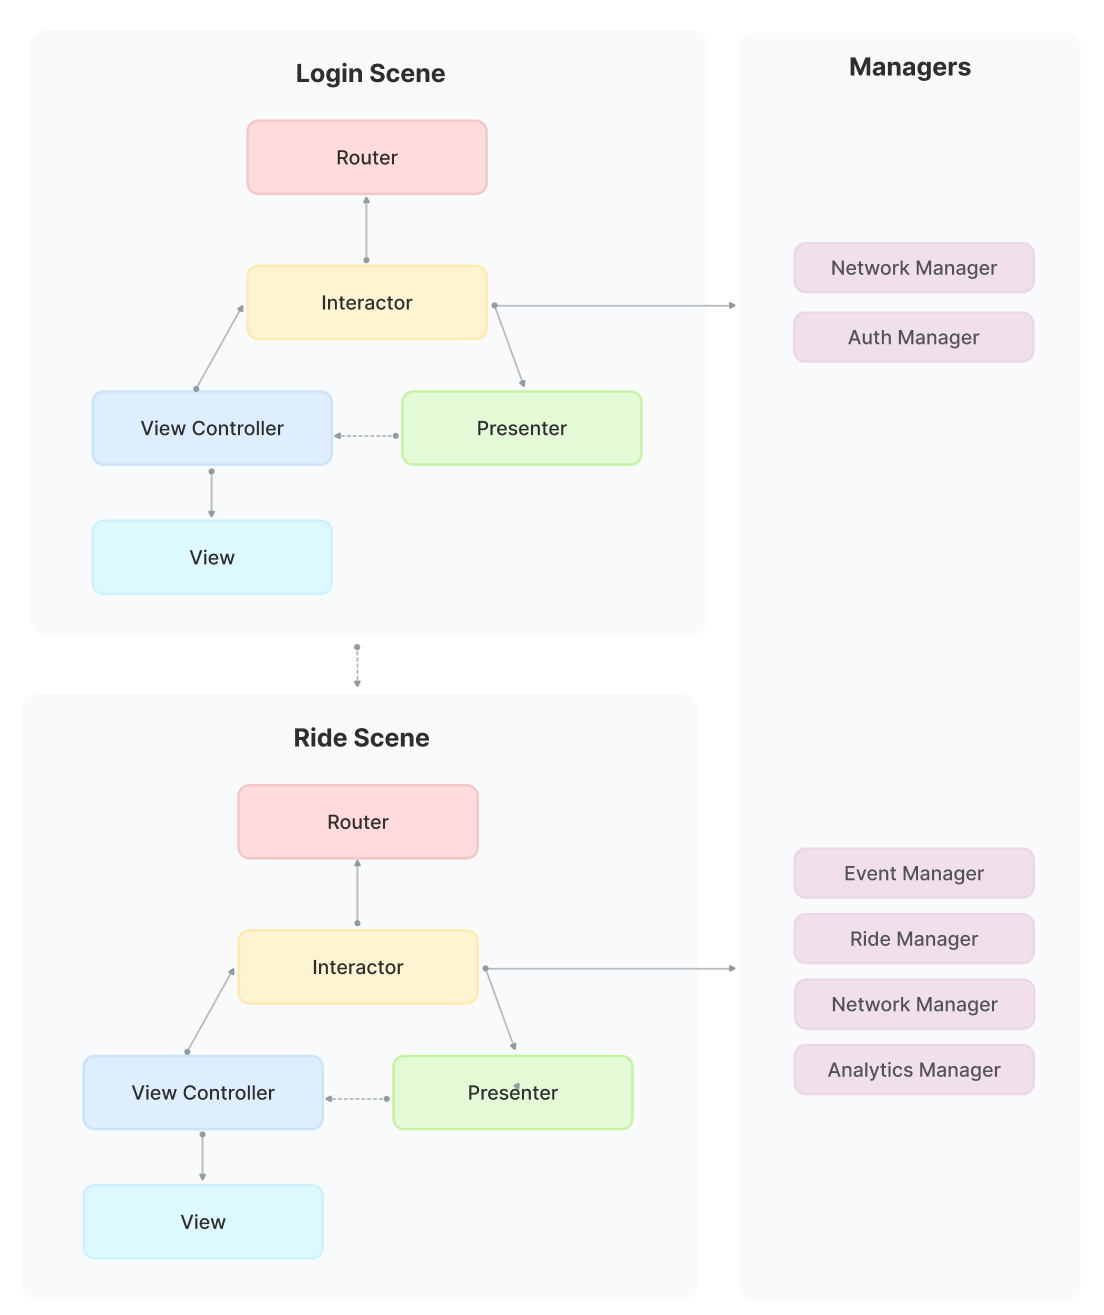 Login Scene
Router
Interactor
View Controller
Presenter
View
Ride Scene
Router
Interactor
View Controller
Presenter
View
Managers
Network Manager
Auth Manager
Event Manager
Ride Manager
Network Manager
Analytics Manager